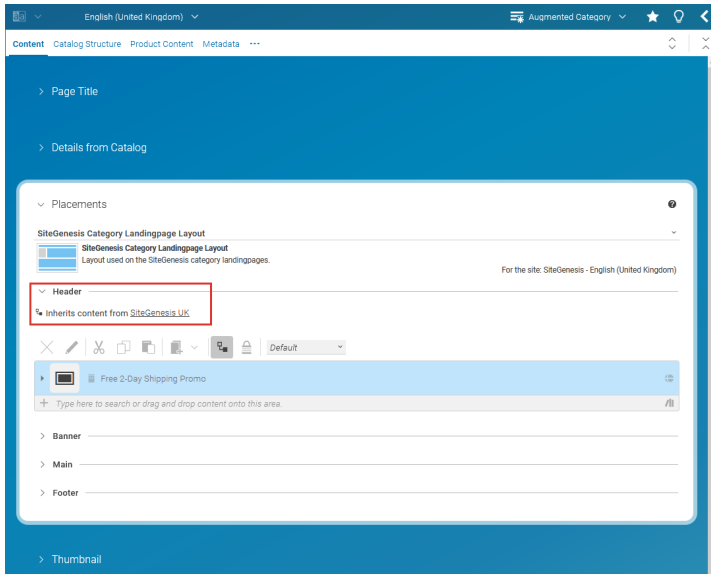 English (United Kingdom)
Augmented Category
Content Catalog Structure Product Content Metadata ···
Page Title
Details from Catalog
Placements
SiteGenesis Category Landingpage Layout
SiteGenesis Category Landingpage Layout
Layout used on the SiteGenesis category landingpages.
For the site: SiteGenesis - English (United Kingdom)
Header
Inherits content from SiteGenesis UK
Default
Free 2-Day Shipping Promo
Type here to search or drag and drop content onto this area.
Banner
Main
Footer
Thumbnail